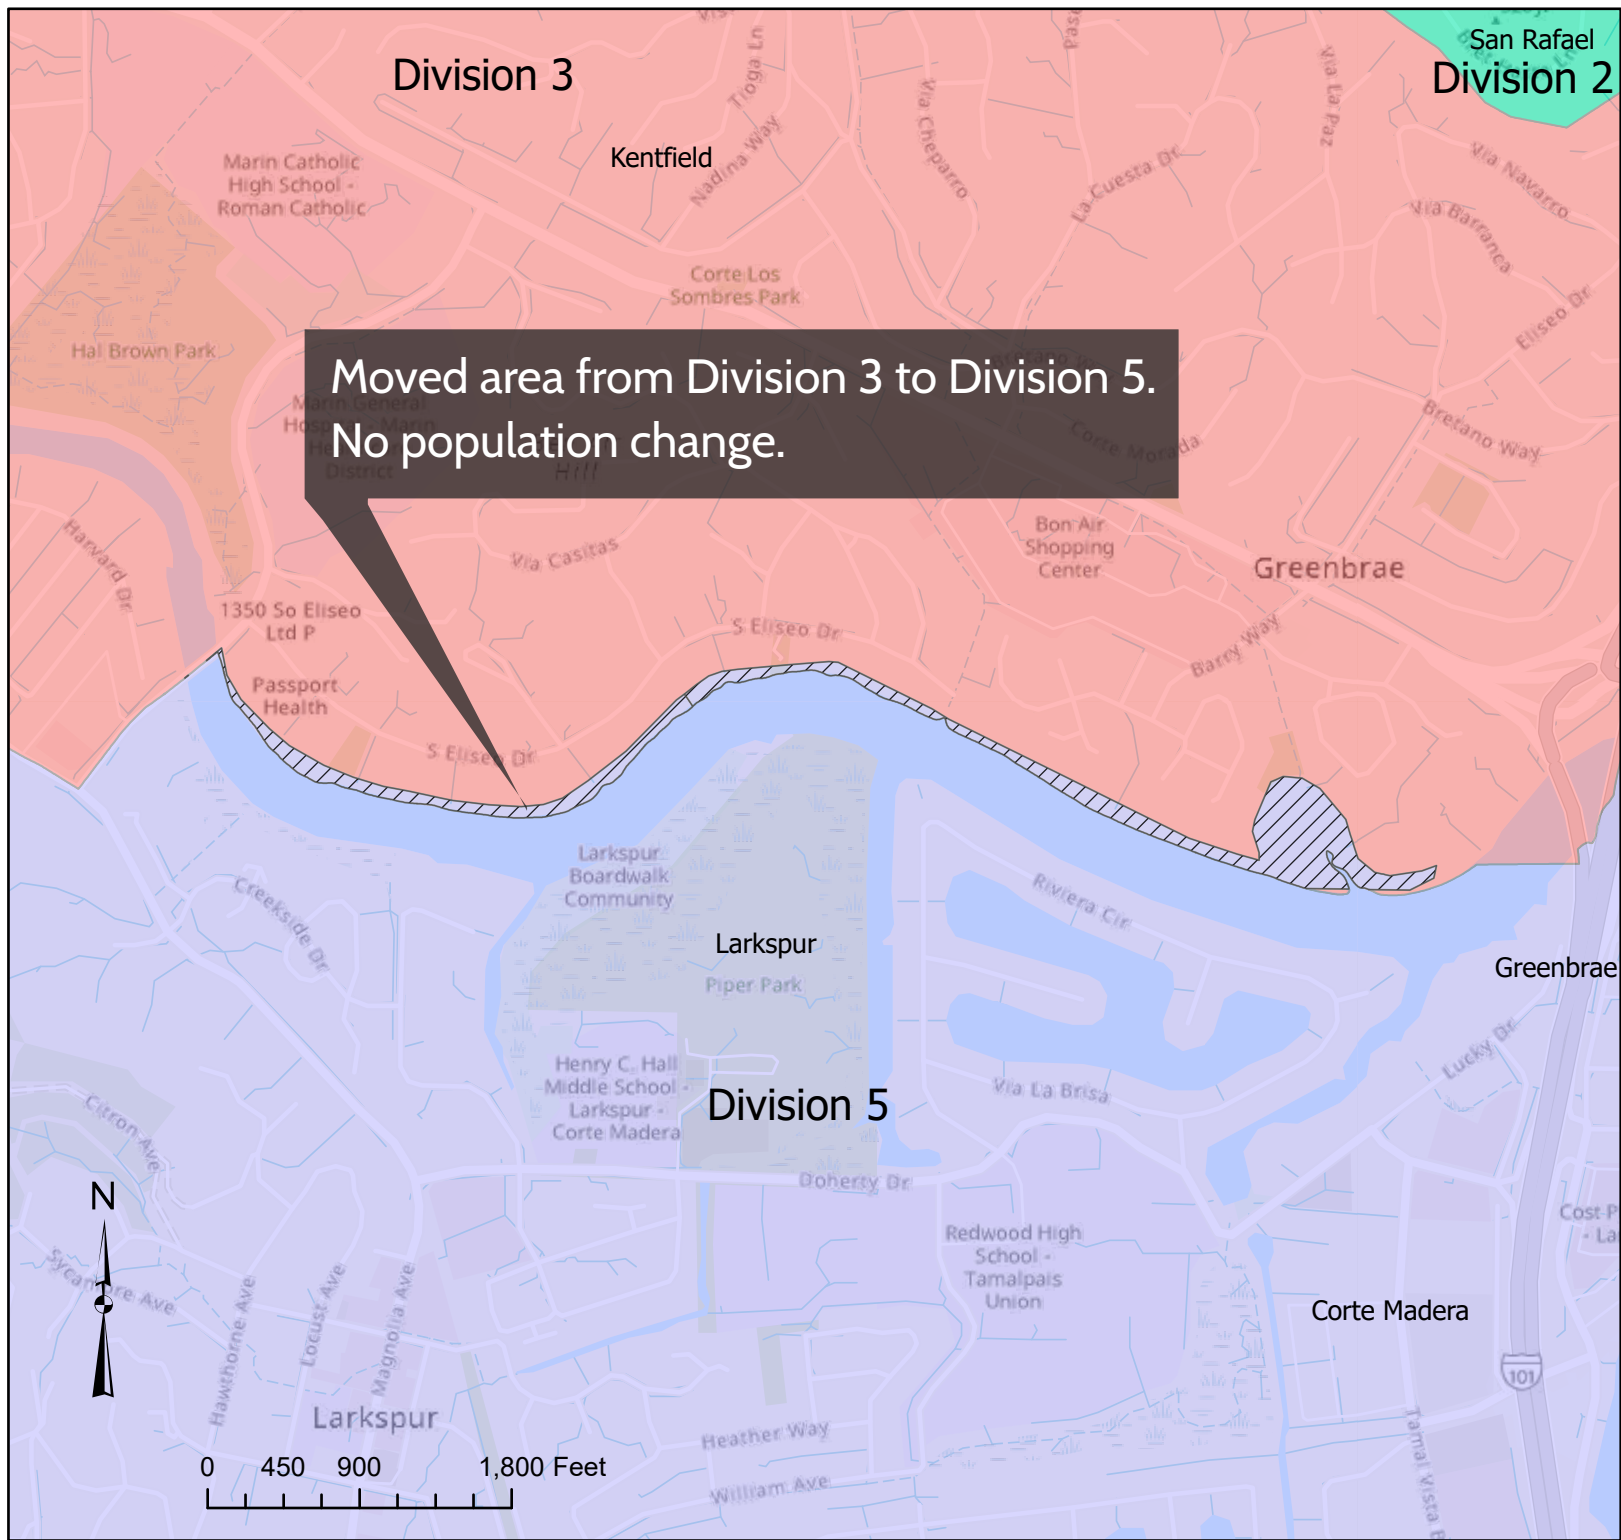 San Rafael
Division 2
Division 3
Tioga Ln
Via La Paz
Kentfield
Nadina Way
Via Cheparro
La Cuesta Dr
Via Navarro
Via Barranca
Marin Catholic
High School -
Roman Catholic
Corte Los
Sombres Park
Eliseo Dr
Hal Brown Park
Moved area from Division 3 to Division 5.
No population change.
Marin General
District
Hill
Corte Morada
Bretano Way
Bon Air
Shopping
Center
Greenbrae
Harvard Dr
Via Casitas
1350 So Eliseo
Ltd P
S Eliseo Dr
Barry Way
Passport
Health
S Eliseo Dr
Larkspur
Boardwalk
Community
Creekside Dr
Riviera Cir
Larkspur
Piper Park
Greenbrae
Lucky Dr
Henry C. Hall
Middle School -
Larkspur -
Corte Madera
Division 5
Via La Brisa
Citron Ave
Doherty Dr
N
Sycamore Ave
Hawthorne Ave
Locust Ave
Magnolia Ave
Redwood High
School -
Tamalpais
Union
Cost P
- La
Corte Madera
101
Larkspur
Heather Way
William Ave
Tamal Vista B
0 450 900 1,800 Feet